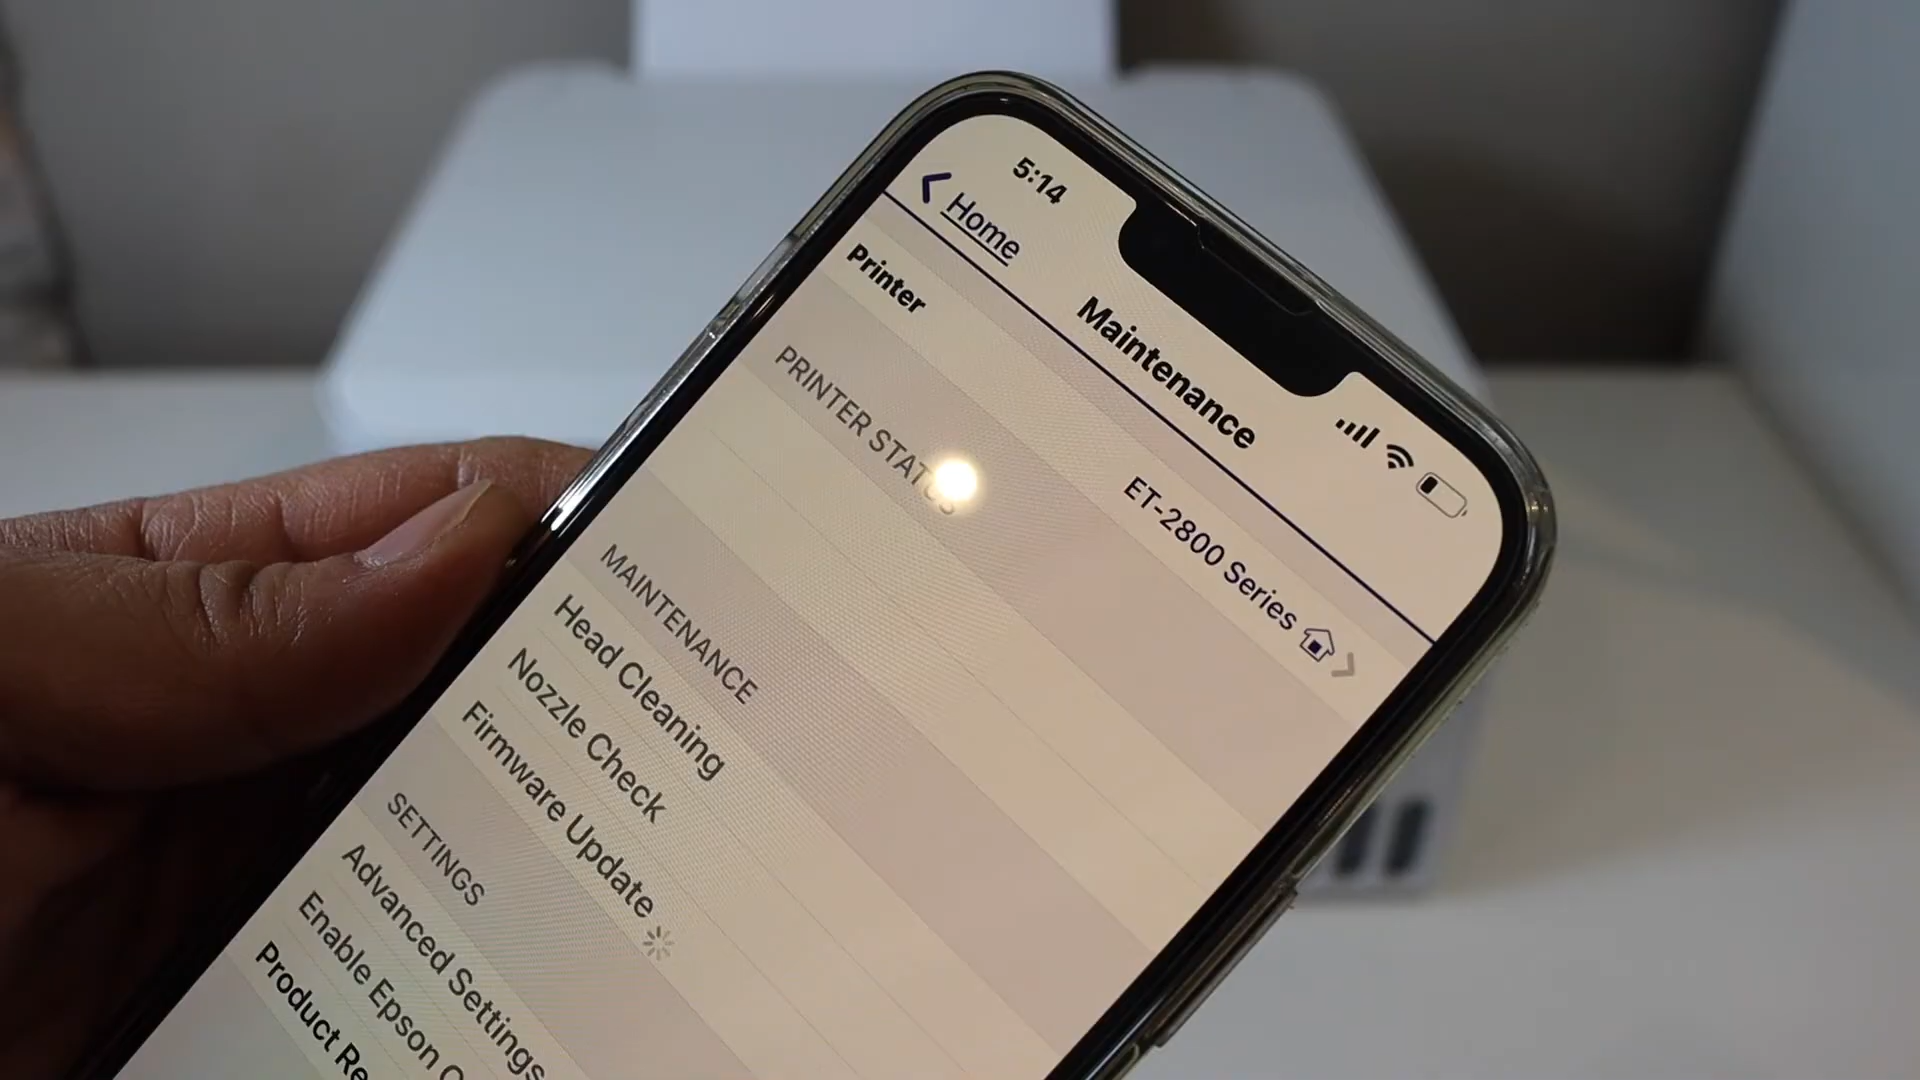 5:14
Home
Maintenance
Printer
ET-2800 Series
PRINTER STATUS
MAINTENANCE
Head Cleaning
Nozzle Check
Firmware Update
SETTINGS
Advanced Settings
Enable Epson
Product